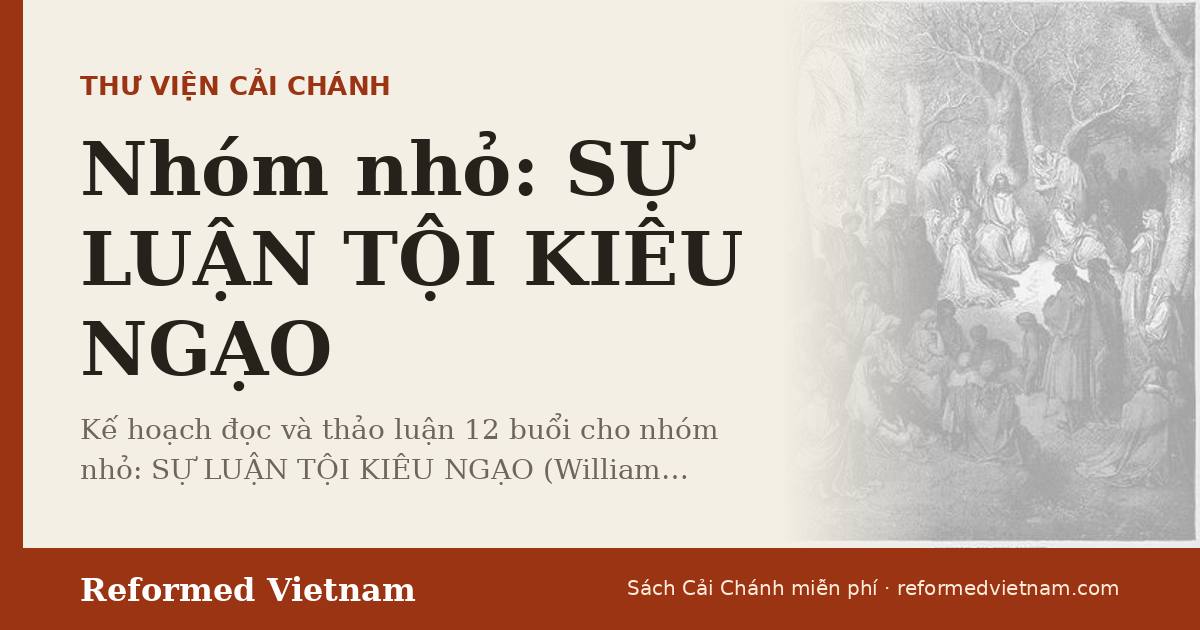 THƯ VIỆN CẢI CHÁNH
Nhóm nhỏ: SỰ
LUẬN TỘI KIÊU
NGẠO
Kế hoạch đọc và thảo luận 12 buổi cho nhóm
nhỏ: SỰ LUẬN TỘI KIÊU NGẠO (William...
Reformed Vietnam
Sách Cải Chánh miễn phí · reformedvietnam.com